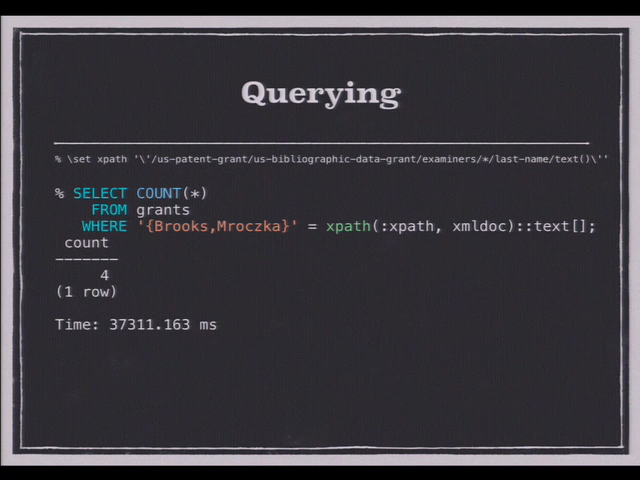 Querying
% \set xpath '\'/us-patent-grant/us-bibliographic-data-grant/examiners/*/last-name/text()\''
% SELECT COUNT(*)
FROM grants
WHERE '{Brooks,Mroczka}' = xpath(:xpath, xmldoc)::text[];
count
-------
4
(1 row)
Time: 37311.163 ms